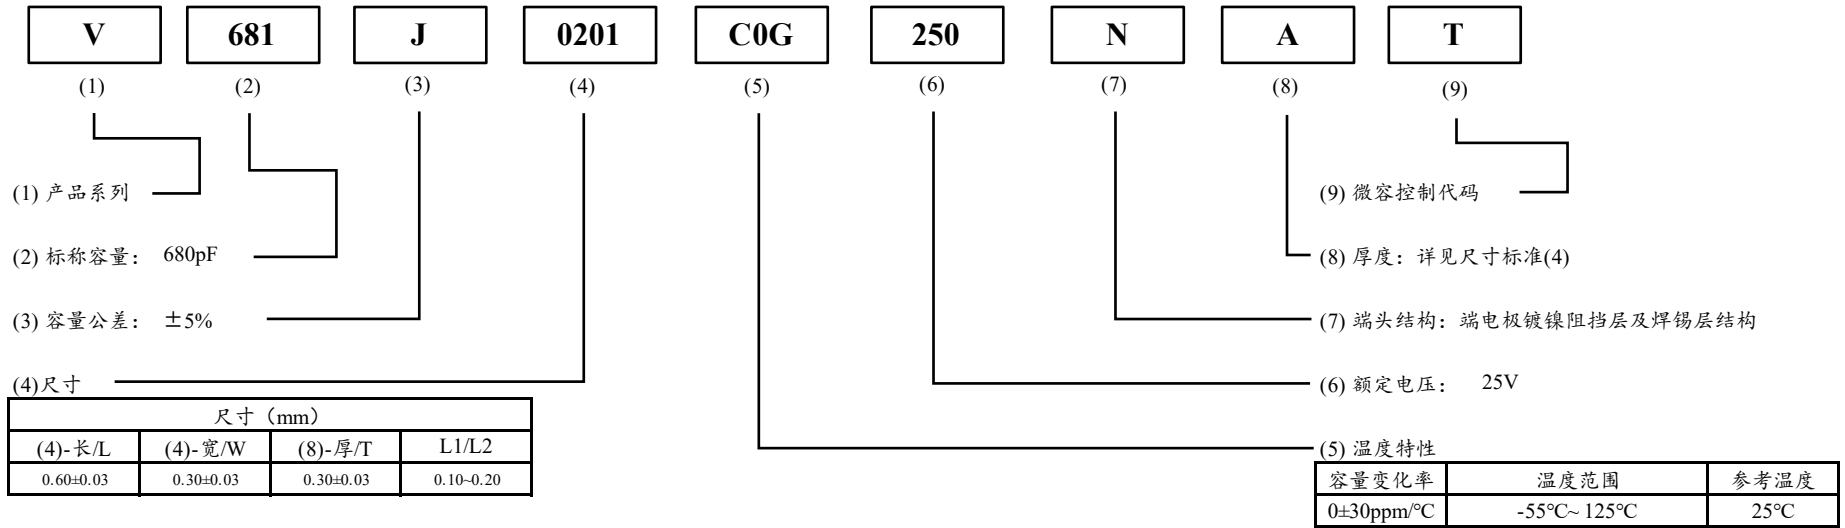 V 681 J 0201 C0G 250 N A T
(1) (2) (3) (4) (5) (6) (7) (8) (9)
(1) 产品系列
(9) 微容控制代码
(2) 标称容量： 680pF
(8) 厚度：详见尺寸标准(4)
(3) 容量公差： ±5%
(7) 端头结构：端电极镀镍阻挡层及焊锡层结构
(4)尺寸
(6) 额定电压： 25V
尺寸（mm）
(4)-长/L (4)-宽/W (8)-厚/T L1/L2
0.60±0.03 0.30±0.03 0.30±0.03 0.10~0.20
(5) 温度特性
容量变化率 温度范围 参考温度
0±30ppm/°C -55°C~ 125°C 25°C